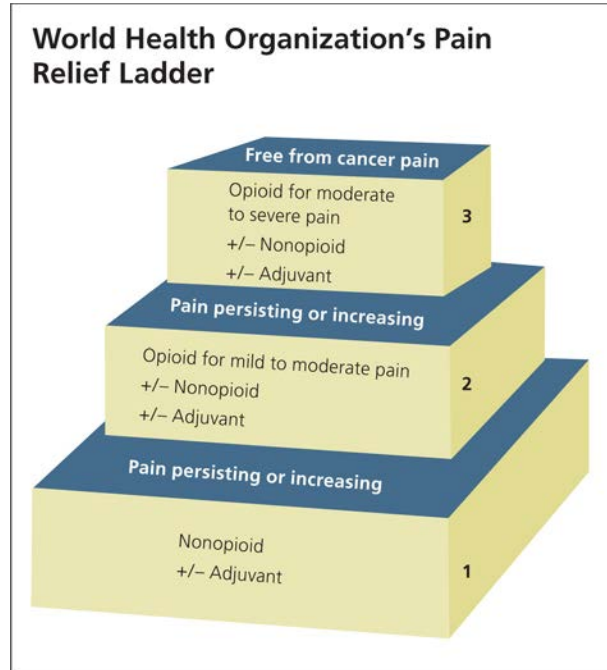 World Health Organization's Pain
Relief Ladder
Free from cancer pain
Opioid for moderate
to severe pain
+/– Nonopioid
+/– Adjuvant
3
Pain persisting or increasing
Opioid for mild to moderate pain
+/– Nonopioid
+/– Adjuvant
2
Pain persisting or increasing
Nonopioid
+/– Adjuvant
1